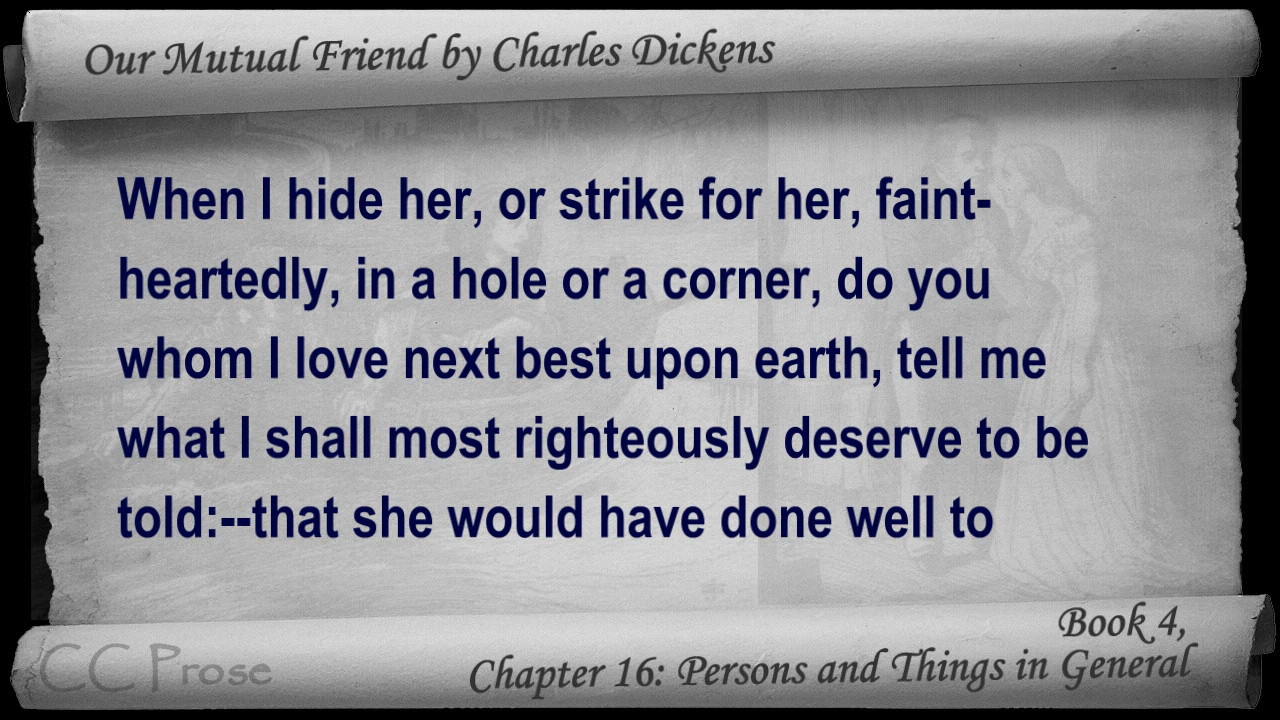 Our Mutual Friend by Charles Dickens
When I hide her, or strike for her, faint-
heartedly, in a hole or a corner, do you
whom I love next best upon earth, tell me
what I shall most righteously deserve to be
told:--that she would have done well to
Book 4,
Chapter 16: Persons and Things in General
CC Prose